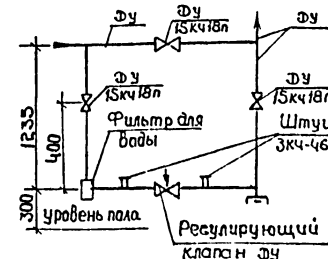 ДУ
ДУ
ДУ
15кч18п
ДУ
15кч18п
ДУ
15кч18п
Фильтр для
воды
Штуц
3КЧ-46
1235
400
300
уровень пола
Регулирующий
клапан ДУ